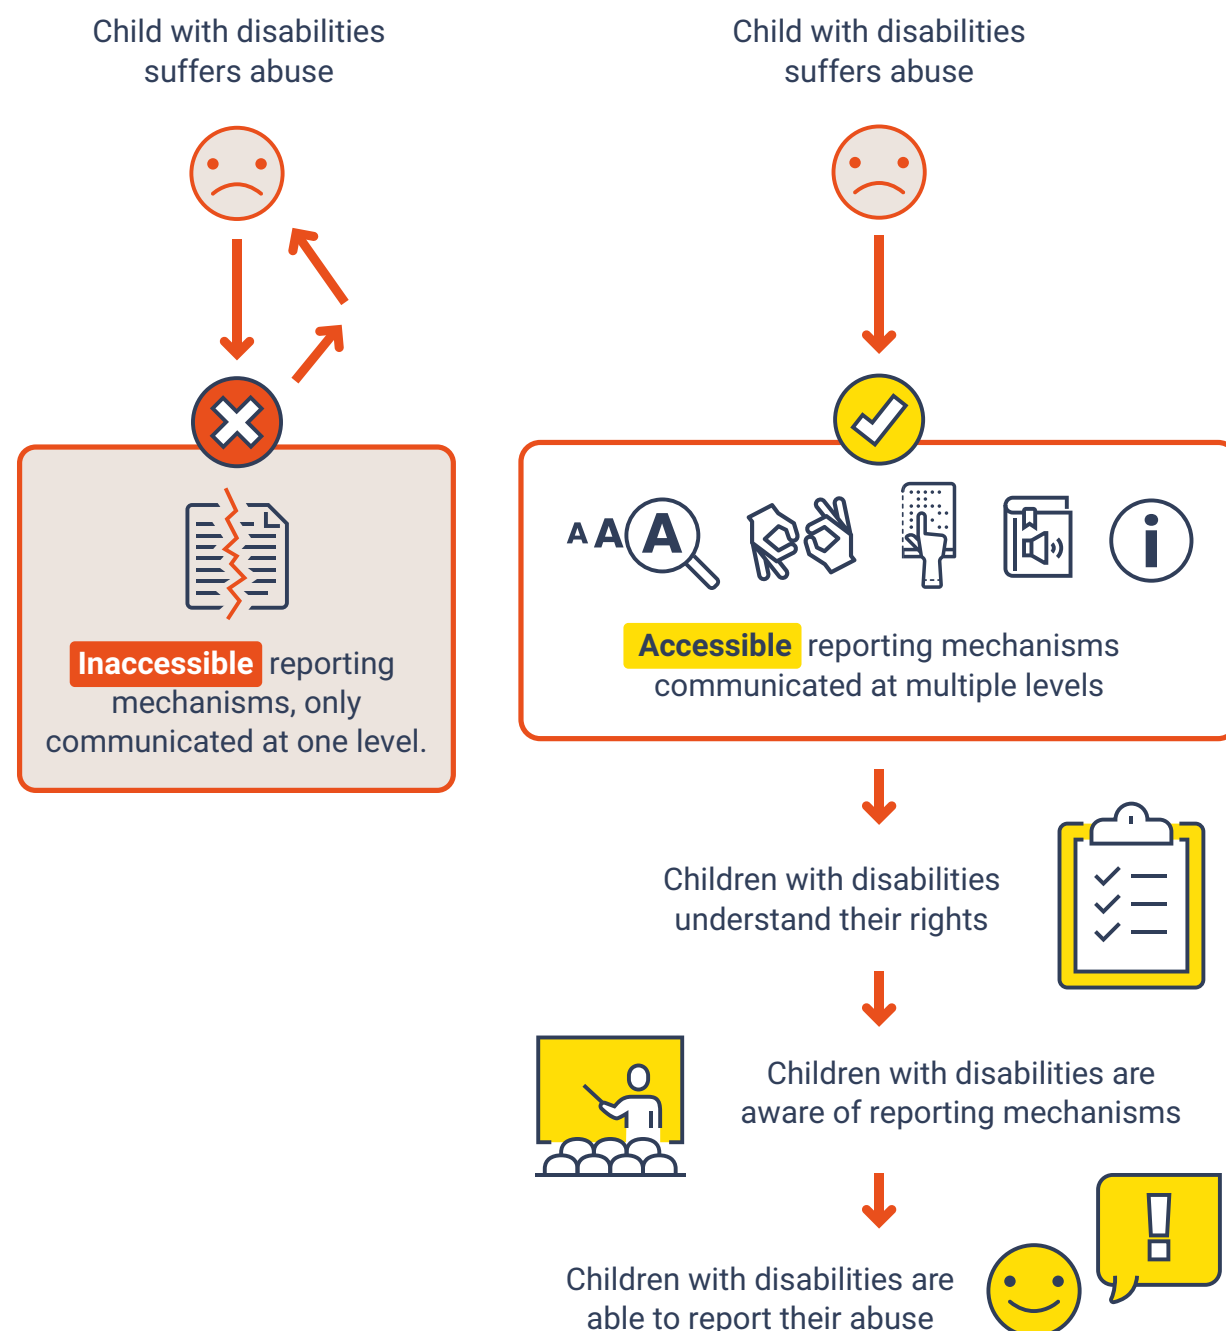 Child with disabilities
suffers abuse
Inaccessible reporting
mechanisms, only
communicated at one level.
Child with disabilities
suffers abuse
A A A
Accessible reporting mechanisms
communicated at multiple levels
Children with disabilities
understand their rights
Children with disabilities are
aware of reporting mechanisms
Children with disabilities are
able to report their abuse